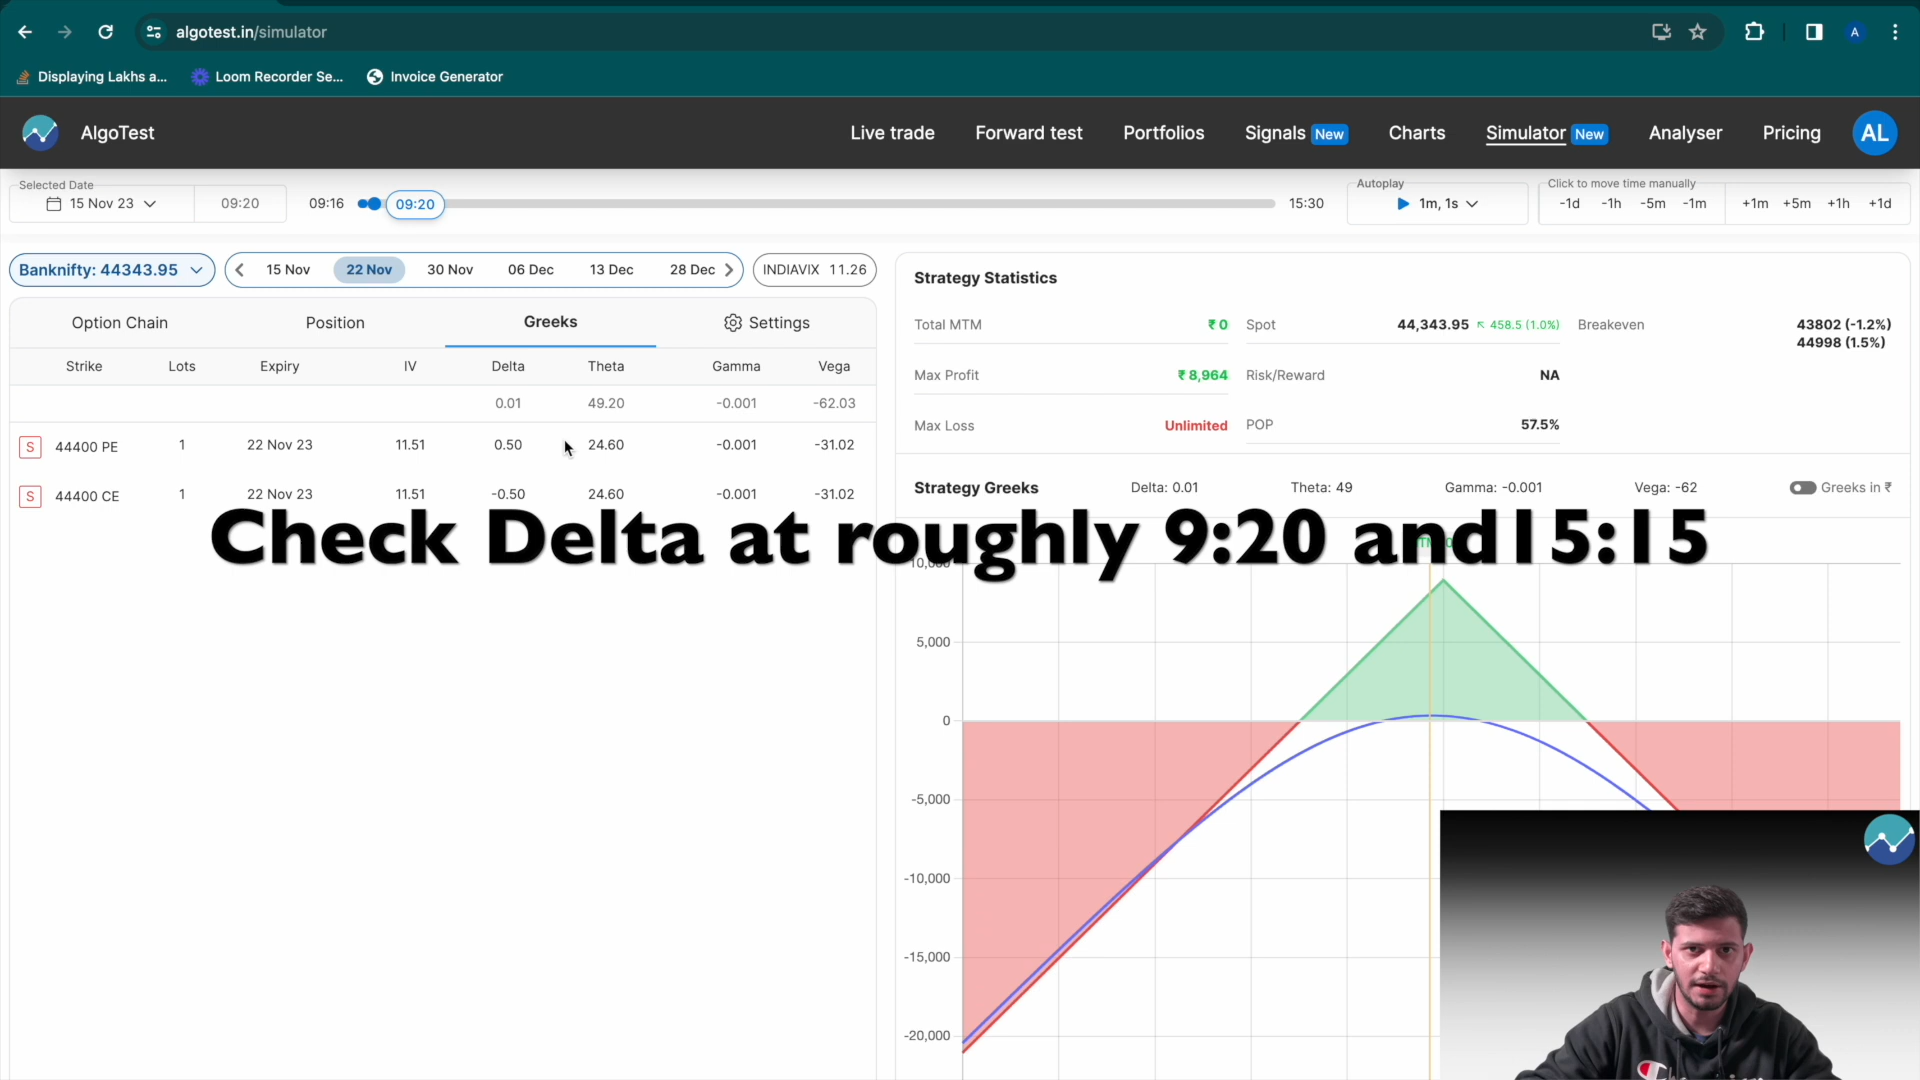 algotest.in/simulator
A
Displaying Lakhs a...
Loom Recorder Se...
Invoice Generator
AlgoTest
Live trade
Forward test
Portfolios
Signals New
Charts
Simulator New
Analyser
Pricing
AL
Selected Date
15 Nov 23
09:20
09:16
09:20
15:30
Autoplay
1m, 1s
Click to move time manually
-1d -1h -5m -1m +1m +5m +1h +1d
Banknifty: 44343.95
15 Nov 22 Nov 30 Nov 06 Dec 13 Dec 28 Dec
INDIAVIX 11.26
Option Chain Position Greeks Settings
Strike Lots Expiry IV Delta Theta Gamma Vega
0.01 49.20 -0.001 -62.03
S 44400 PE 1 22 Nov 23 11.51 0.50 24.60 -0.001 -31.02
S 44400 CE 1 22 Nov 23 11.51 -0.50 24.60 -0.001 -31.02
Strategy Statistics
Total MTM ₹ 0 Spot 44,343.95 458.5 (1.0%) Breakeven 43802 (-1.2%)
44998 (1.5%)
Max Profit ₹ 8,964 Risk/Reward NA
Max Loss Unlimited POP 57.5%
Strategy Greeks Delta: 0.01 Theta: 49 Gamma: -0.001 Vega: -62 Greeks in ₹
Check Delta at roughly 9:20 and15:15
5,000
0
-5,000
-10,000
-15,000
-20,000